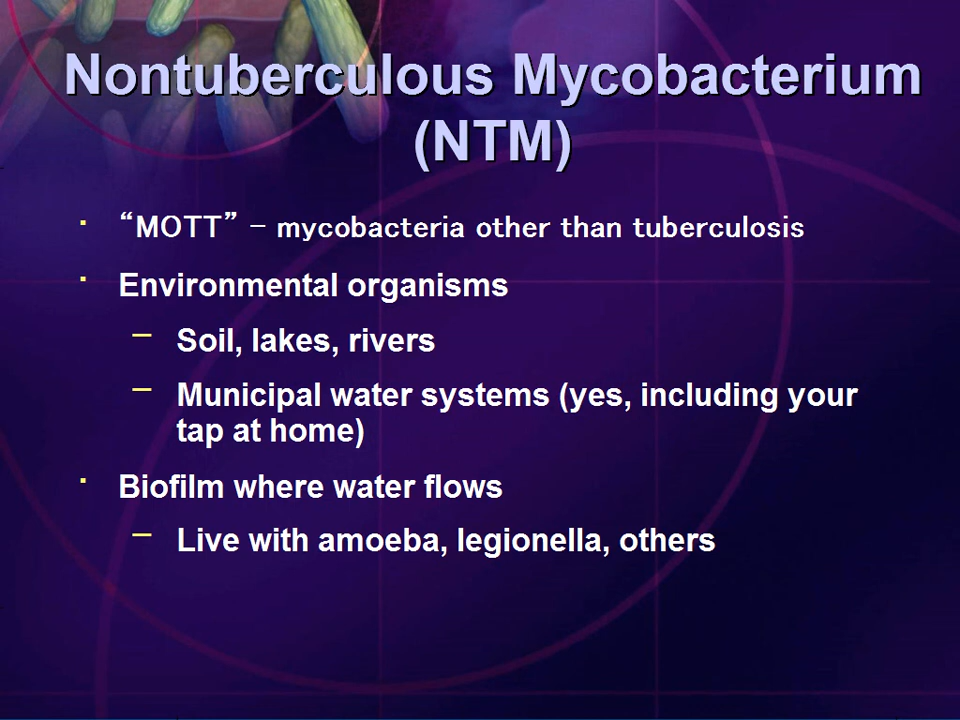 Nontuberculous Mycobacterium
(NTM)
▪ “MOTT” – mycobacteria other than tuberculosis
▪ Environmental organisms
– Soil, lakes, rivers
– Municipal water systems (yes, including your
tap at home)
▪ Biofilm where water flows
– Live with amoeba, legionella, others